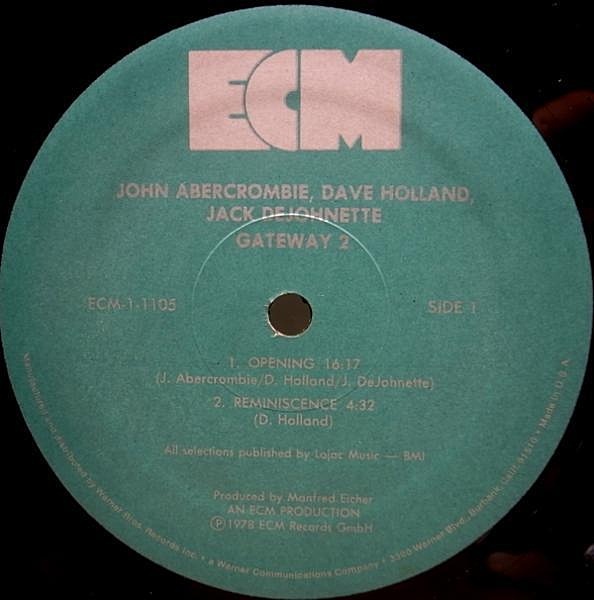 ECM
JOHN ABERCROMBIE, DAVE HOLLAND,
JACK DEJOHNETTE
GATEWAY 2
ECM-1-1105
SIDE 1
1. OPENING 16:17
(J. Abercrombie/D. Holland/J. DeJohnette)
2. REMINISCENCE 4:32
(D. Holland)
All selections published by Lojac Music — BMI
Produced by Manfred Eicher
AN ECM PRODUCTION
Ⓟ1978 ECM Records GmbH
Manufactured and distributed by Warner Bros. Records Inc. • a Warner Communications Company • 3300 Warner Blvd., Burbank, Calif. 91510 • Made in U.S.A.